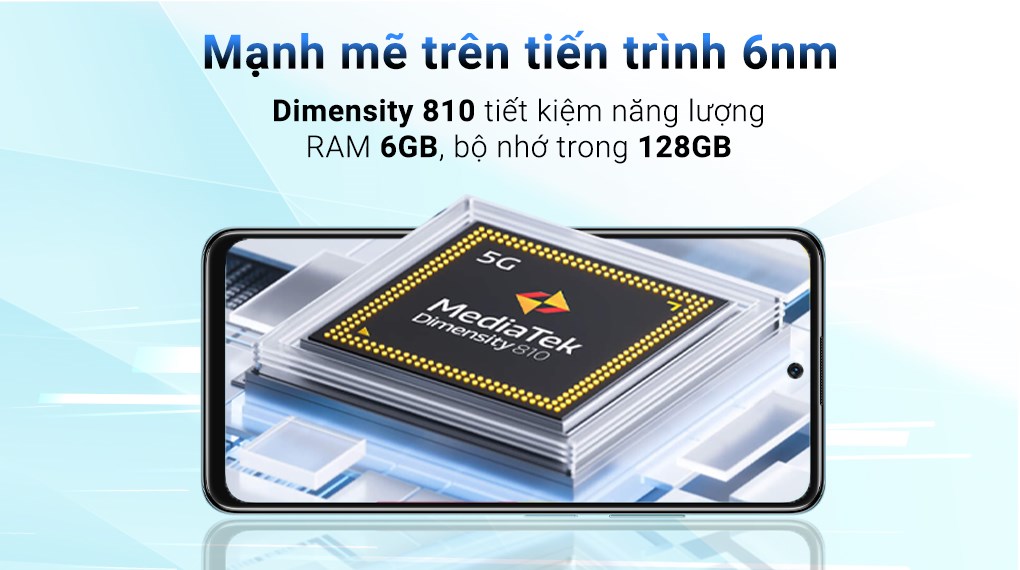 Mạnh mẽ trên tiến trình 6nm
Dimensity 810 tiết kiệm năng lượng
RAM 6GB, bộ nhớ trong 128GB
5G
MediaTek
Dimensity 810